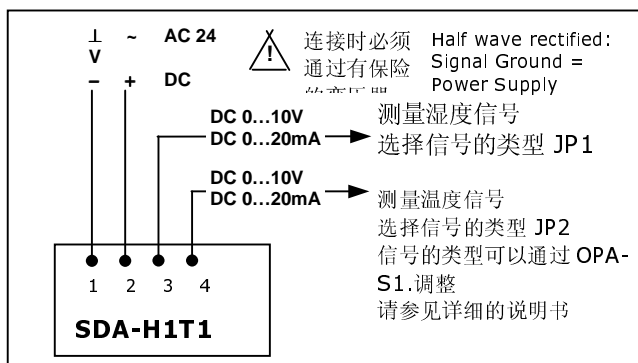 ⊥ ~ AC 24
V
− + DC
连接时必须
通过有保险
Half wave rectified:
Signal Ground =
Power Supply
DC 0...10V
DC 0...20mA
测量湿度信号
选择信号的类型 JP1
DC 0...10V
DC 0...20mA
测量温度信号
选择信号的类型 JP2
信号的类型可以通过 OPA-
S1.调整
请参见详细的说明书
1 2 3 4
SDA-H1T1